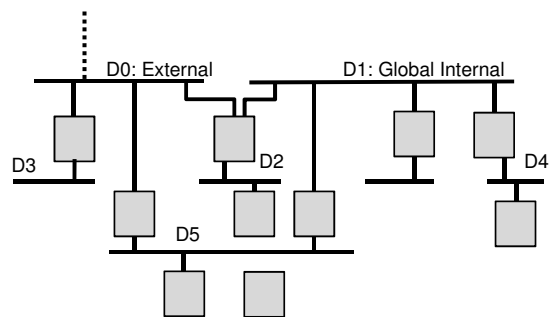 D0: External
D1: Global Internal
D3
D2
D4
D5